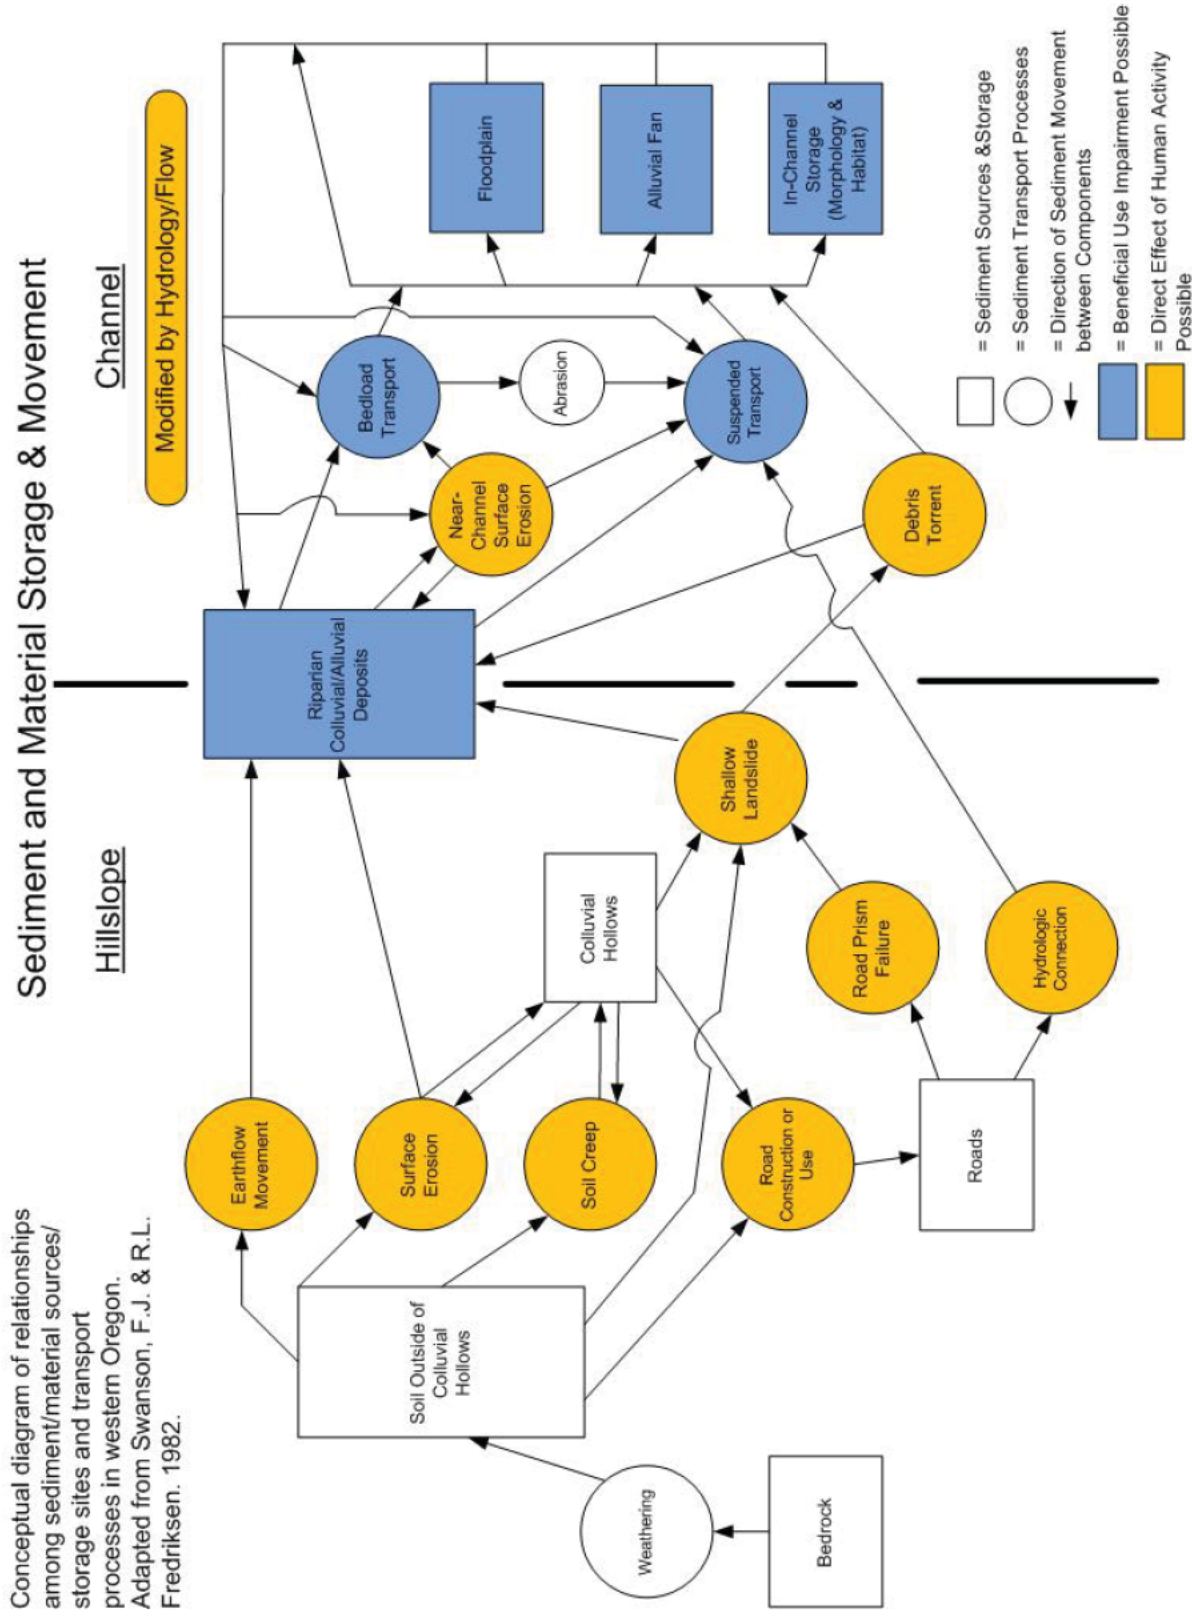 Sediment and Material Storage & Movement
Conceptual diagram of relationships
among sediment/material sources/
storage sites and transport
processes in western Oregon.
Adapted from Swanson, F.J. & R.L.
Fredriksen. 1982.
Hillslope
Channel
Modified by Hydrology/Flow
Earthflow
Movement
Surface
Erosion
Soil Creep
Road
Construction or
Use
Soil Outside of
Colluvial
Hollows
Weathering
Bedrock
Roads
Colluvial
Hollows
Shallow
Landslide
Road Prism
Failure
Hydrologic
Connection
Riparian
Colluvial/Alluvial
Deposits
Near-
Channel
Surface
Erosion
Bedload
Transport
Abrasion
Suspended
Transport
Debris
Torrent
Floodplain
Alluvial Fan
In-Channel
Storage
(Morphology &
Habitat)
= Sediment Sources &Storage
= Sediment Transport Processes
= Direction of Sediment Movement
between Components
= Beneficial Use Impairment Possible
= Direct Effect of Human Activity
Possible